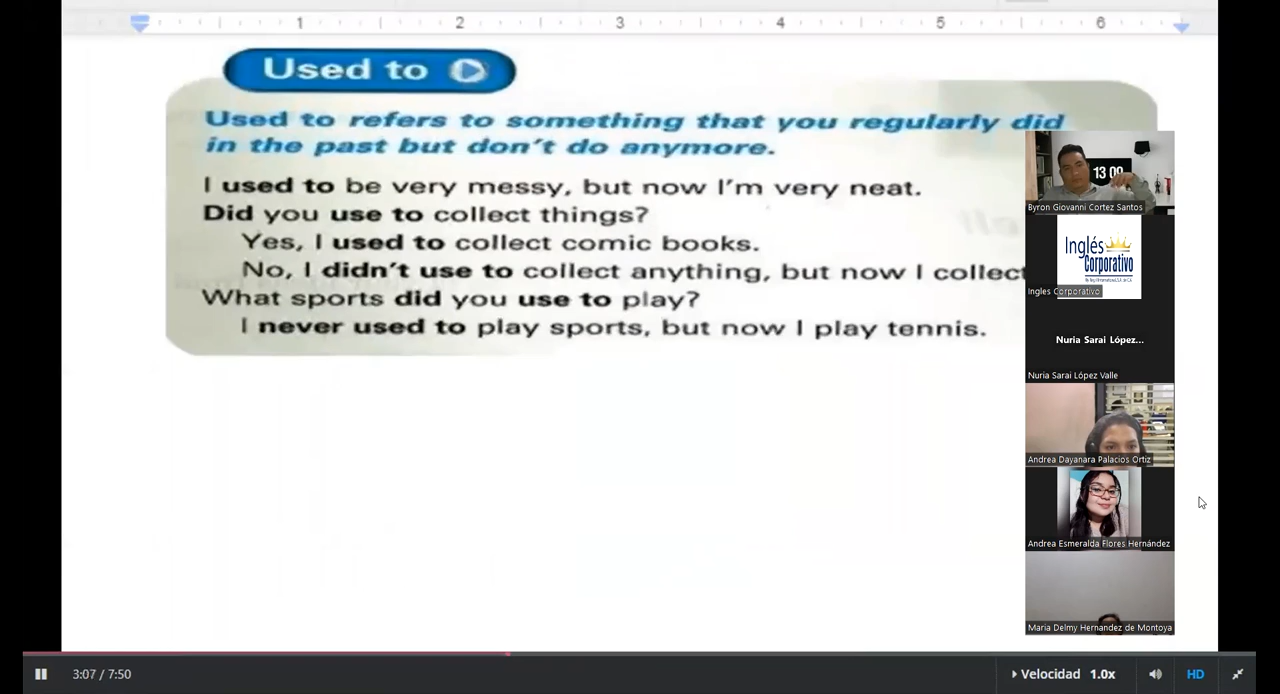 1 2 3 4 5 6
Used to
Used to refers to something that you regularly did
in the past but don't do anymore.
I used to be very messy, but now I'm very neat.
Did you use to collect things?
Yes, I used to collect comic books.
No, I didn't use to collect anything, but now I collect
What sports did you use to play?
I never used to play sports, but now I play tennis.
13 09
Byron Giovanni Cortez Santos
Inglés
Corporativo
Ingles Corporativo
Nuria Sarai López...
Nuria Sarai López Valle
Andrea Dayanara Palacios Ortiz
Andrea Esmeralda Flores Hernández
Maria Delmy Hernandez de Montoya
3:07 / 7:50
Velocidad 1.0x
HD